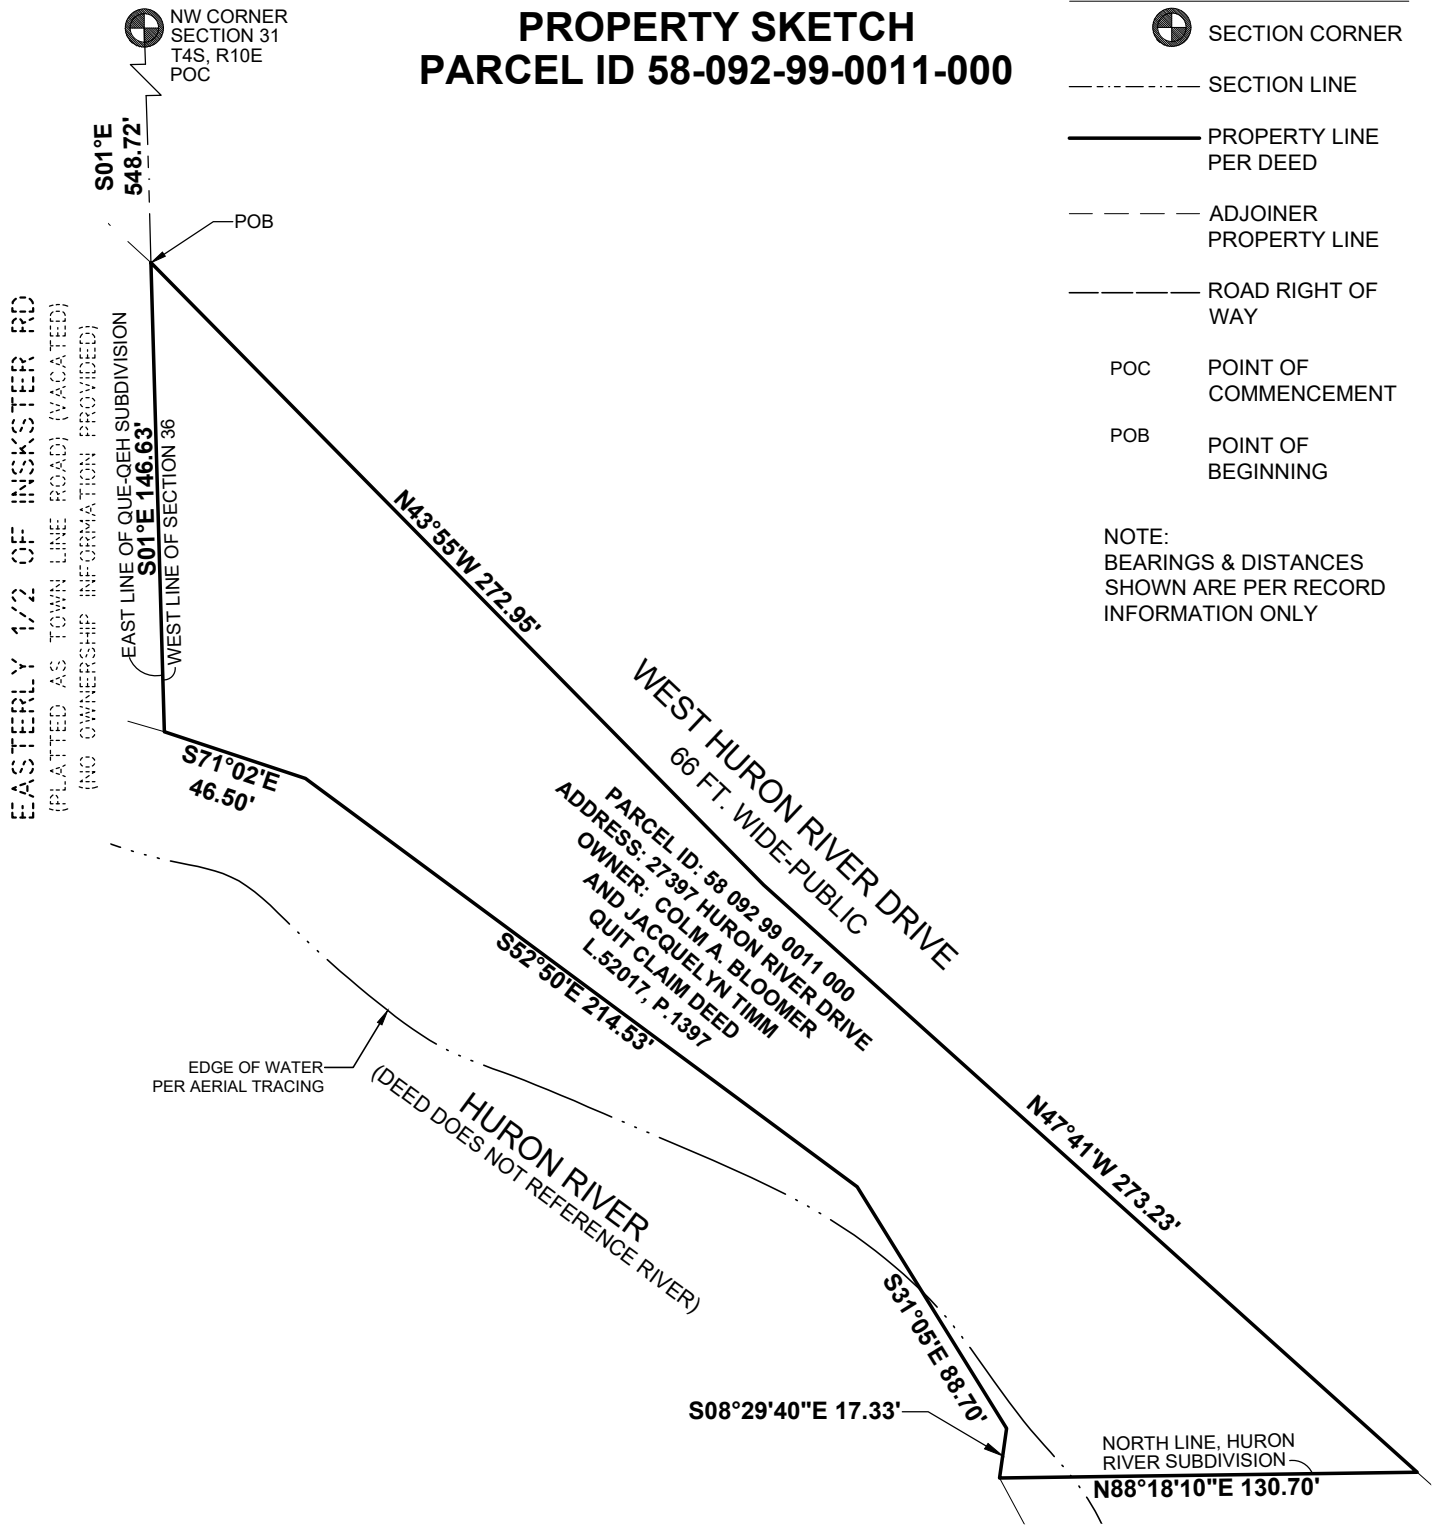 PROPERTY SKETCH
PARCEL ID 58-092-99-0011-000
NW CORNER
SECTION 31
T4S, R10E
POC
S01°E
548.72'
POB
SECTION CORNER
SECTION LINE
PROPERTY LINE
PER DEED
ADJOINER
PROPERTY LINE
ROAD RIGHT OF
WAY
POC
POINT OF
COMMENCEMENT
POB
POINT OF
BEGINNING
NOTE:
BEARINGS & DISTANCES
SHOWN ARE PER RECORD
INFORMATION ONLY
EASTERLY 1/2 OF INSKSTER RD
(PLATTED AS TOWN LINE ROAD) (VACATED)
(NO OWNERSHIP INFORMATION PROVIDED)
EAST LINE OF QUE-QEH SUBDIVISION
S01°E 146.63'
WEST LINE OF SECTION 36
N43°55'W 272.95'
WEST HURON RIVER DRIVE
66 FT. WIDE-PUBLIC
S71°02'E
46.50'
PARCEL ID: 58 092 99 0011 000
ADDRESS: 27397 HURON RIVER DRIVE
OWNER: COLM A. BLOOMER
AND JACQUELYN TIMM
QUIT CLAIM DEED
L.52017, P.1397
S52°50'E 214.53'
EDGE OF WATER
PER AERIAL TRACING
HURON RIVER
(DEED DOES NOT REFERENCE RIVER)
N47°41'W 273.23'
S31°05'E 88.70'
S08°29'40"E 17.33'
NORTH LINE, HURON
RIVER SUBDIVISION
N88°18'10"E 130.70'